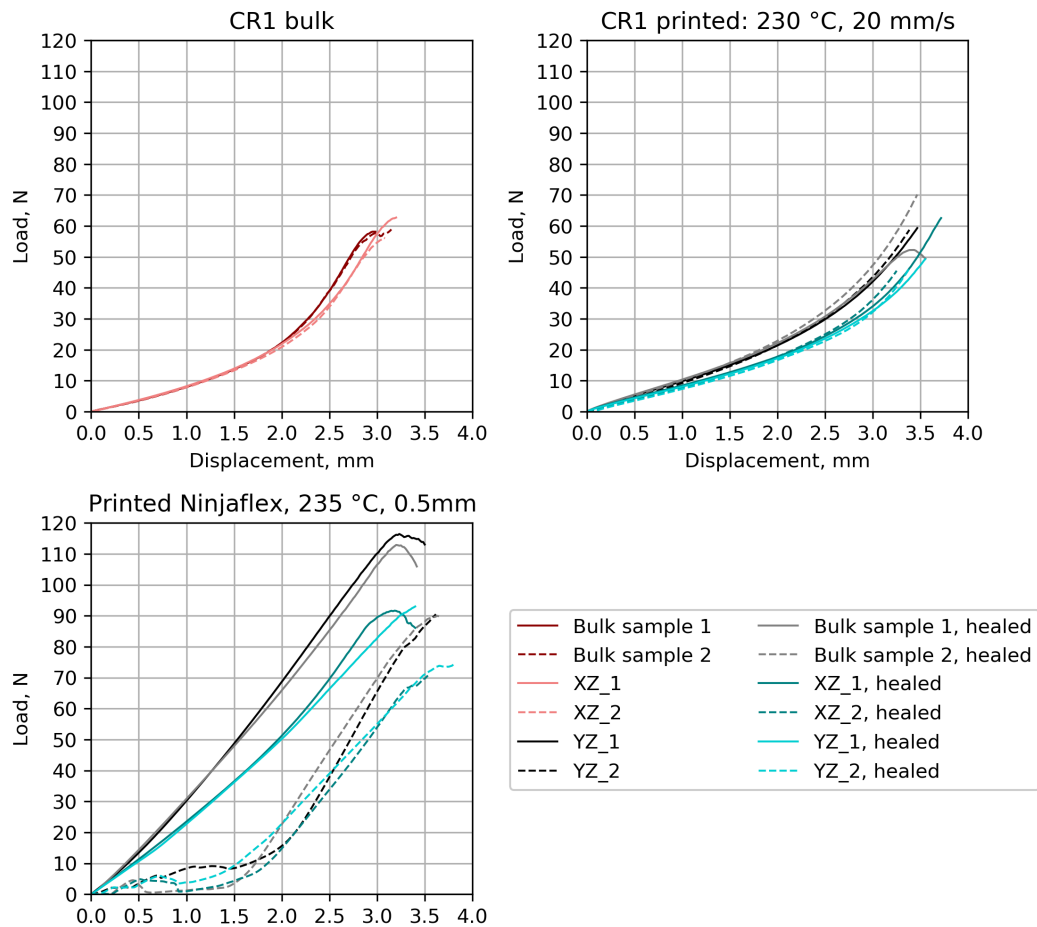 CR1 bulk
120
110
100
90
80
70
60
50
40
30
20
10
0
Load, N
0.0 0.5 1.0 1.5 2.0 2.5 3.0 3.5 4.0
Displacement, mm
CR1 printed: 230 °C, 20 mm/s
120
110
100
90
80
70
60
50
40
30
20
10
0
Load, N
0.0 0.5 1.0 1.5 2.0 2.5 3.0 3.5 4.0
Displacement, mm
Printed Ninjaflex, 235 °C, 0.5mm
120
110
100
90
80
70
60
50
40
30
20
10
0
Load, N
0.0 0.5 1.0 1.5 2.0 2.5 3.0 3.5 4.0
Bulk sample 1
Bulk sample 2
XZ_1
XZ_2
YZ_1
YZ_2
Bulk sample 1, healed
Bulk sample 2, healed
XZ_1, healed
XZ_2, healed
YZ_1, healed
YZ_2, healed